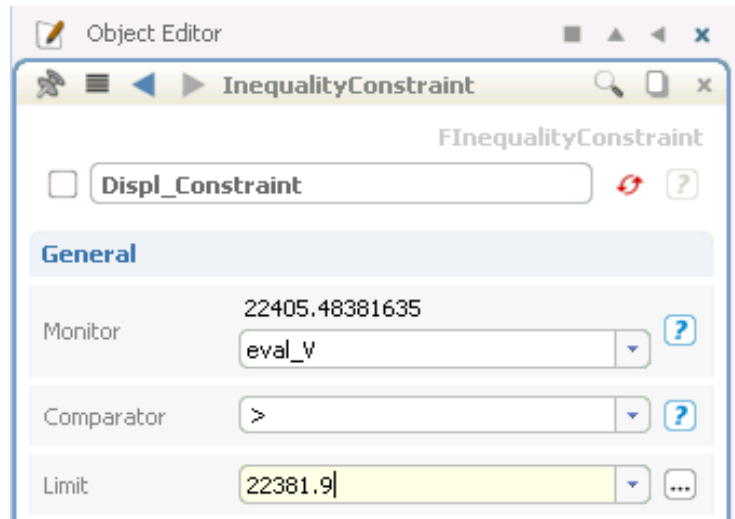 Object Editor
InequalityConstraint
FInequalityConstraint
Displ_Constraint
?
General
22405.48381635
Monitor
eval_V
?
Comparator
>
?
Limit
22381.9
...